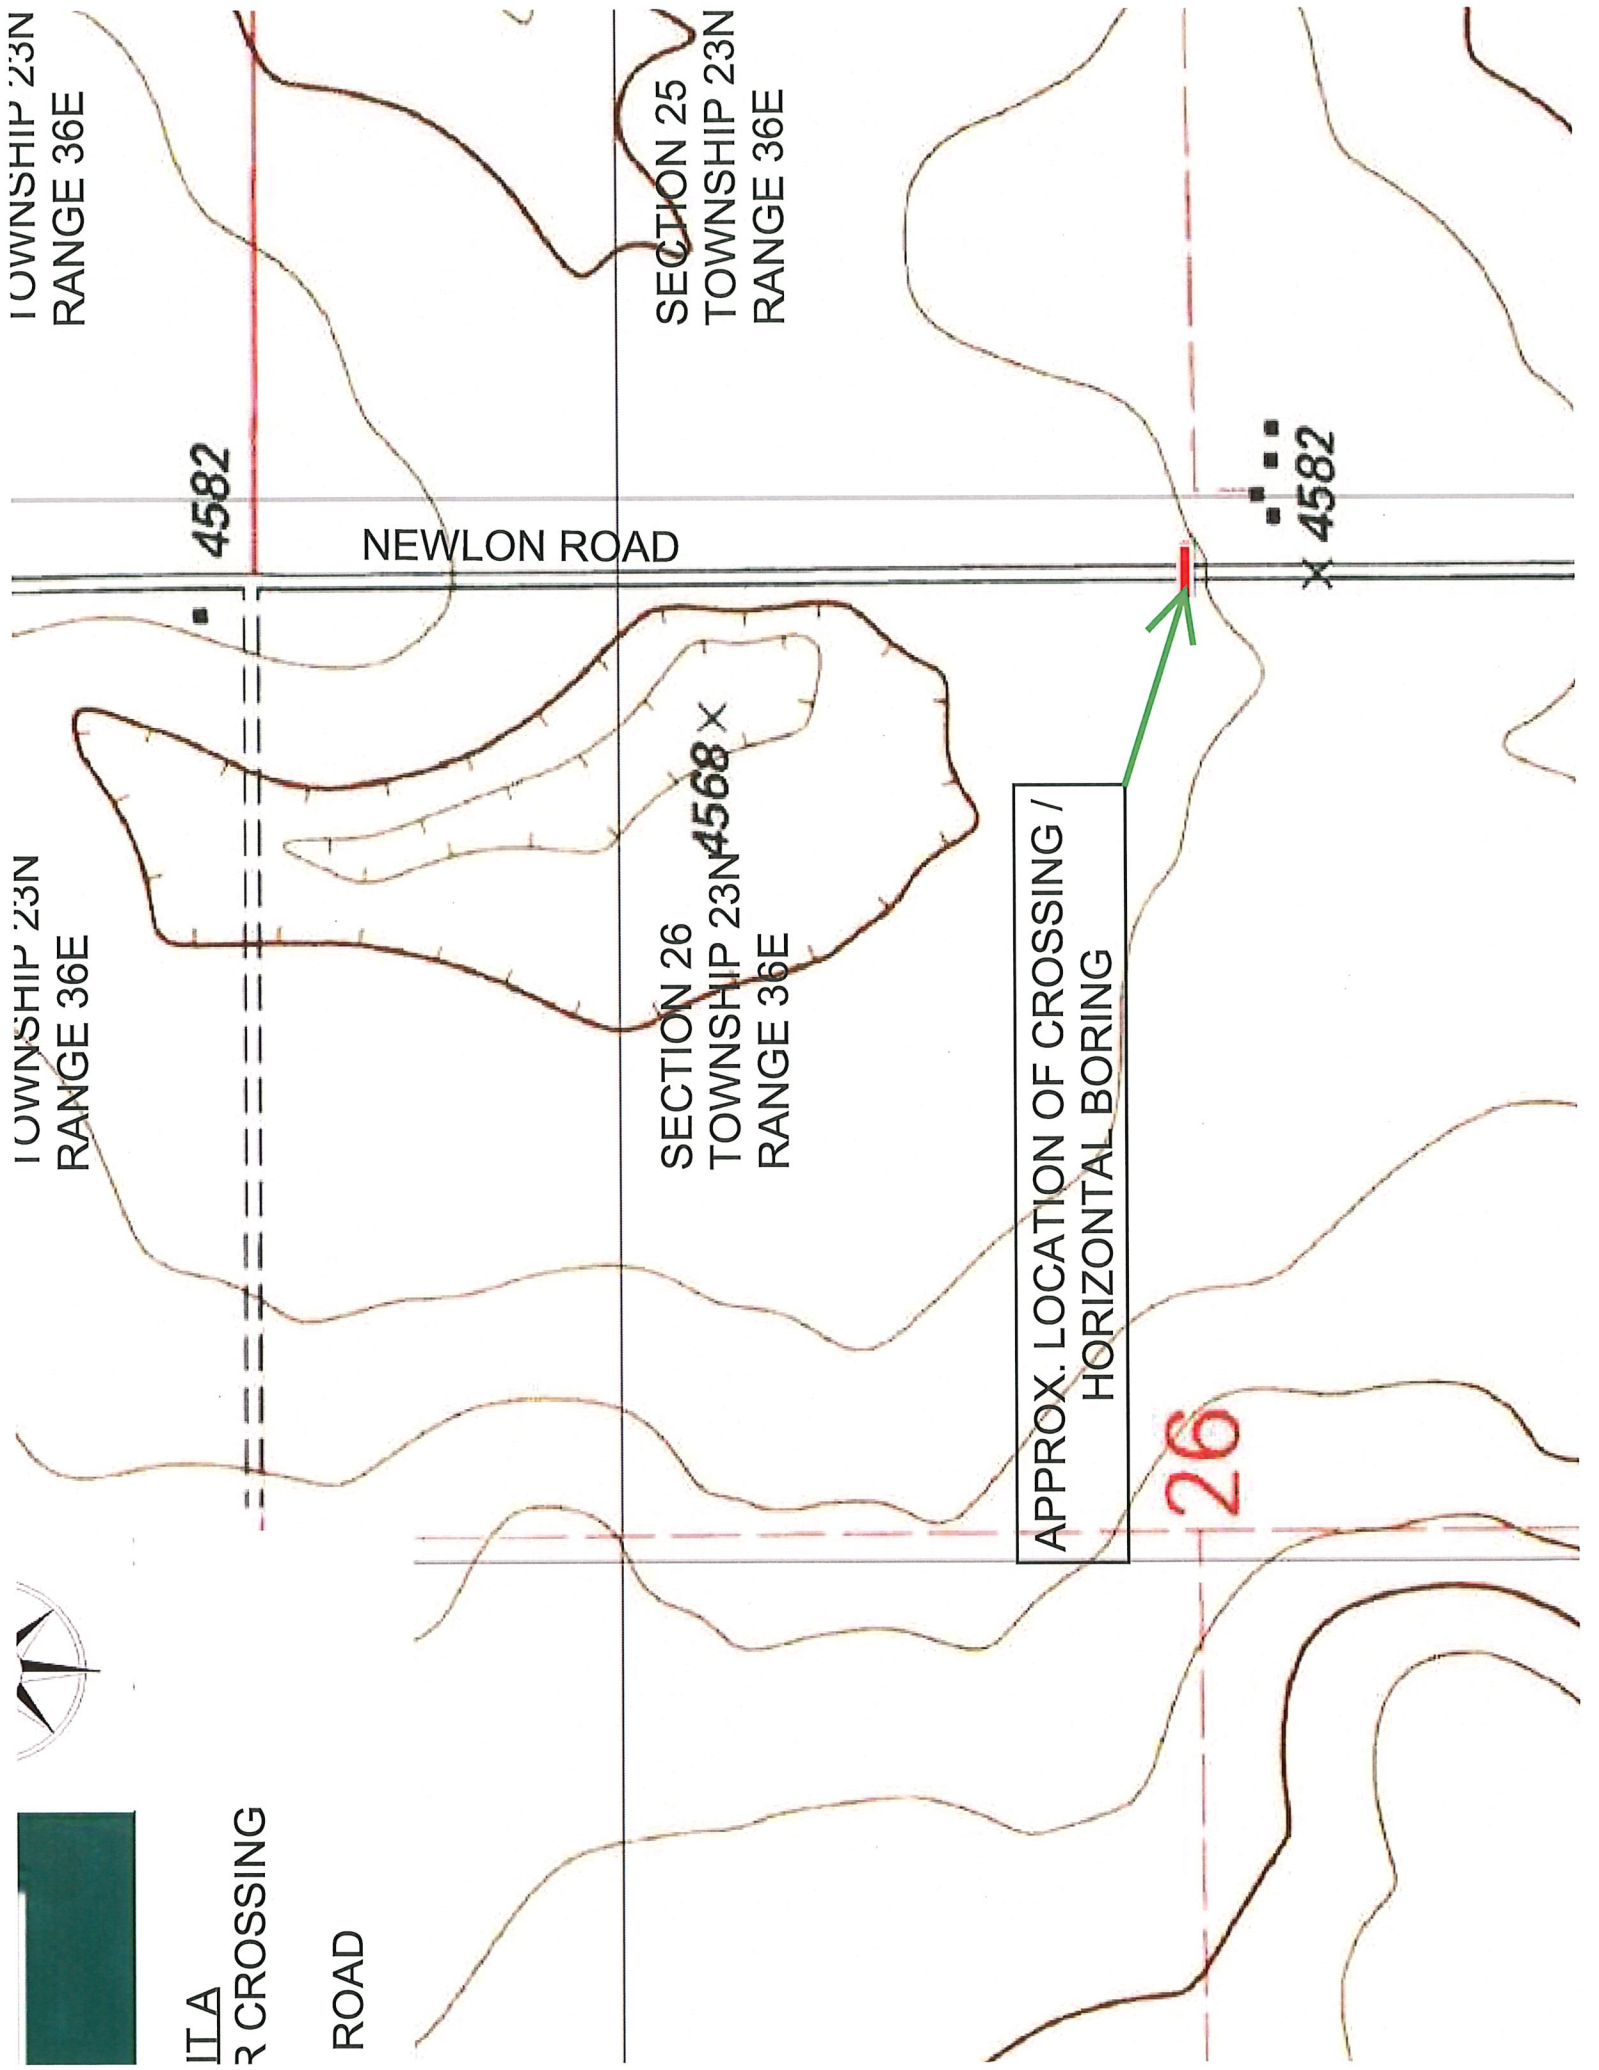 TOWNSHIP 23N
RANGE 36E
TOWNSHIP 23N
RANGE 36E
IT A
R CROSSING
ROAD
4582
NEWLON ROAD
SECTION 26
TOWNSHIP 23N
RANGE 36E
4568
SECTION 25
TOWNSHIP 23N
RANGE 36E
APPROX. LOCATION OF CROSSING /
HORIZONTAL BORING
26
4582